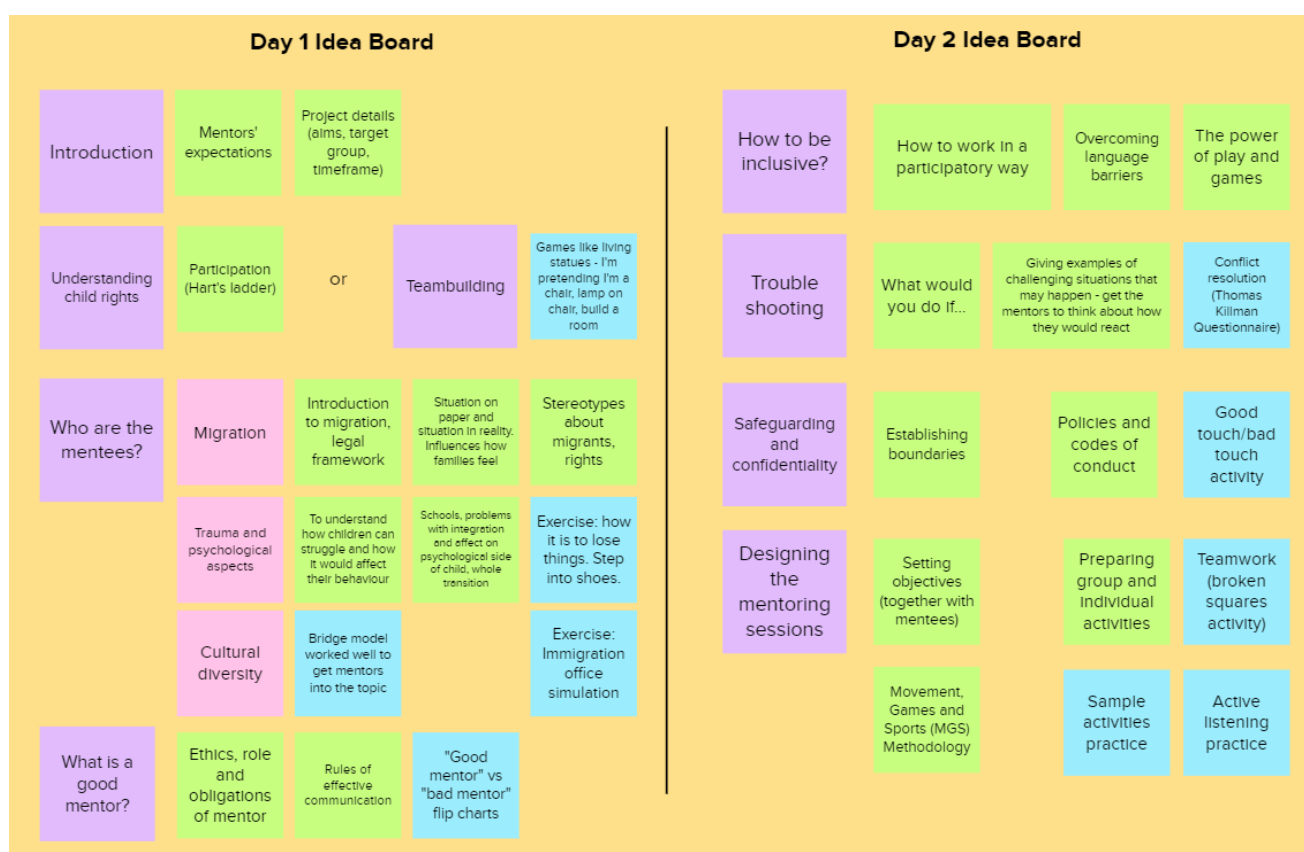 Day 1 Idea Board
Introduction
Mentors'
expectations
Project details
(aims, target
group,
timeframe)
Understanding
child rights
Participation
(Hart's ladder)
or
Teambuilding
Games like living
statues - I'm
pretending I'm a
chair, lamp on
chair, build a
room
Who are the
mentees?
Migration
Introduction
to migration,
legal
framework
Situation on
paper and
situation in reality.
Influences how
families feel
Stereotypes
about
migrants,
rights
Trauma and
psychological
aspects
To understand
how children can
struggle and how
it would affect
their behaviour
Schools, problems
with integration
and affect on
psychological side
of child, whole
transition
Exercise: how
it is to lose
things. Step
into shoes.
Cultural
diversity
Bridge model
worked well to
get mentors
into the topic
Exercise:
Immigration
office
simulation
What is a
good
mentor?
Ethics, role
and
obligations
of mentor
Rules of
effective
communication
"Good
mentor" vs
"bad mentor"
flip charts
Day 2 Idea Board
How to be
inclusive?
How to work in a
participatory way
Overcoming
language
barriers
The power
of play and
games
Trouble
shooting
What would
you do if...
Giving examples of
challenging situations that
may happen - get the
mentors to think about how
they would react
Conflict
resolution
(Thomas
Killman
Questionnaire)
Safeguarding
and
confidentiality
Establishing
boundaries
Policies and
codes of
conduct
Good
touch/bad
touch
activity
Designing
the
mentoring
sessions
Setting
objectives
(together with
mentees)
Preparing
group and
individual
activities
Teamwork
(broken
squares
activity)
Movement,
Games and
Sports (MGS)
Methodology
Sample
activities
practice
Active
listening
practice